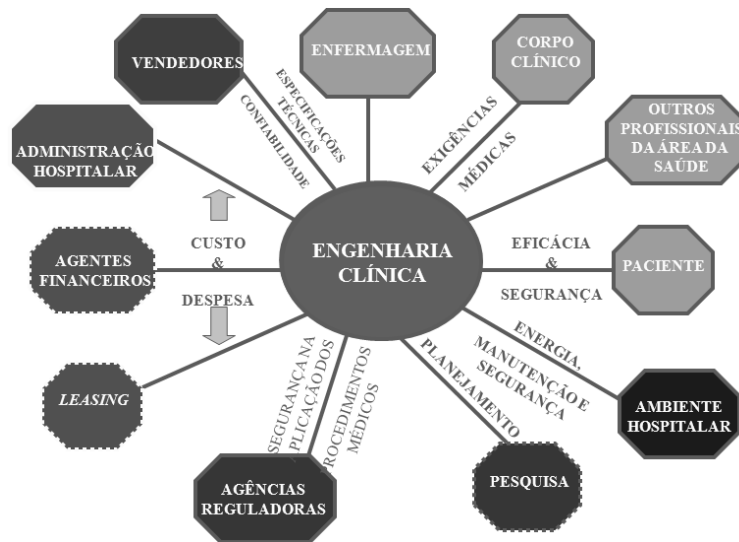 VENDEDORES
ENFERMAGEM
CORPO
CLÍNICO
ESPECIFICAÇÕES
TÉCNICAS
CONFIABILIDADE
EXIGÊNCIAS
MÉDICAS
OUTROS
PROFISSIONAIS
DA ÁREA DA
SAÚDE
ADMINISTRAÇÃO
HOSPITALAR
CUSTO
&
DESPESA
ENGENHARIA
CLÍNICA
EFICÁCIA
&
SEGURANÇA
PACIENTE
AGENTES
FINANCEIROS
LEASING
SEGURANÇA NA
PLICAÇÃO DOS
ROCEDIMENTOS
MÉDICOS
PLANEJAMENTO
ENERGIA,
MANUTENÇÃO E
SEGURANÇA
AMBIENTE
HOSPITALAR
AGÊNCIAS
REGULADORAS
PESQUISA